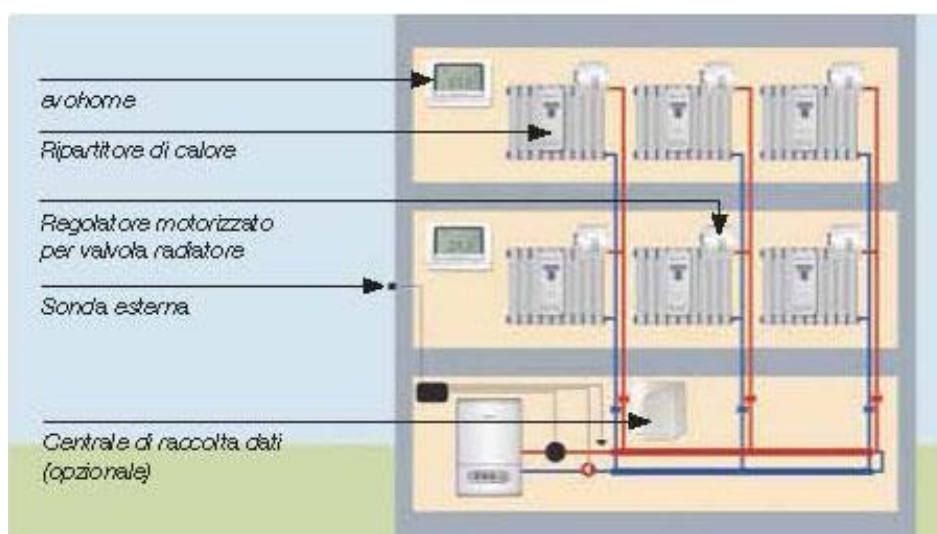 evohome
Ripartitore di calore
Regolatore motorizzato
per valvola radiatore
Sonda esterna
Centrale di raccolta dati
(opzionale)